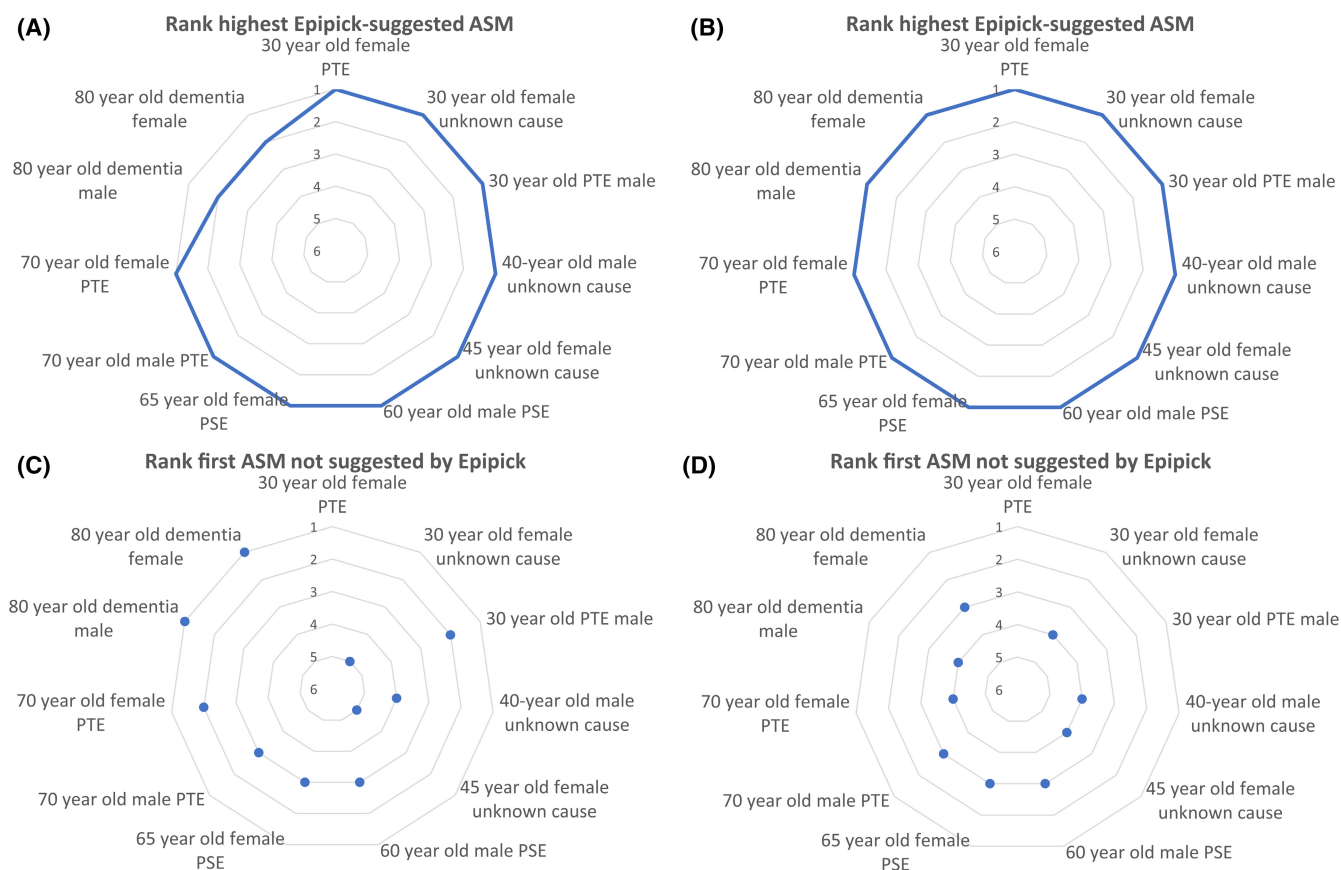 (A)
Rank highest Epipick-suggested ASM
30 year old female
PTE
30 year old female
unknown cause
30 year old PTE male
40-year old male
unknown cause
45 year old female
unknown cause
60 year old male PSE
65 year old female
PSE
70 year old male PTE
70 year old female
PTE
80 year old dementia
male
80 year old dementia
female
1
2
3
4
5
6
(B)
Rank highest Epipick-suggested ASM
30 year old female
PTE
30 year old female
unknown cause
30 year old PTE male
40-year old male
unknown cause
45 year old female
unknown cause
60 year old male PSE
65 year old female
PSE
70 year old male PTE
70 year old female
PTE
80 year old dementia
male
80 year old dementia
female
1
2
3
4
5
6
(C)
Rank first ASM not suggested by Epipick
30 year old female
PTE
30 year old female
unknown cause
30 year old PTE male
40-year old male
unknown cause
45 year old female
unknown cause
60 year old male PSE
65 year old female
PSE
70 year old male PTE
70 year old female
PTE
80 year old dementia
male
80 year old dementia
female
1
2
3
4
5
6
(D)
Rank first ASM not suggested by Epipick
30 year old female
PTE
30 year old female
unknown cause
30 year old PTE male
40-year old male
unknown cause
45 year old female
unknown cause
60 year old male PSE
65 year old female
PSE
70 year old male PTE
70 year old female
PTE
80 year old dementia
male
80 year old dementia
female
1
2
3
4
5
6